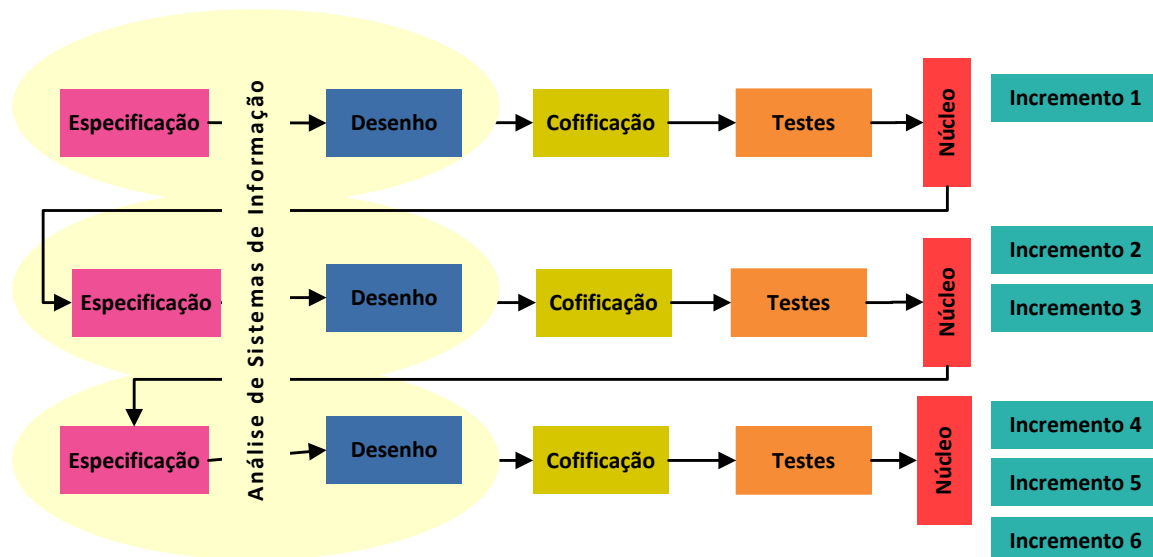 Especificação
Desenho
Cofificação
Testes
Núcleo
Incremento 1
Análise de Sistemas de Informação
Especificação
Desenho
Cofificação
Testes
Núcleo
Incremento 2
Incremento 3
Especificação
Desenho
Cofificação
Testes
Núcleo
Incremento 4
Incremento 5
Incremento 6